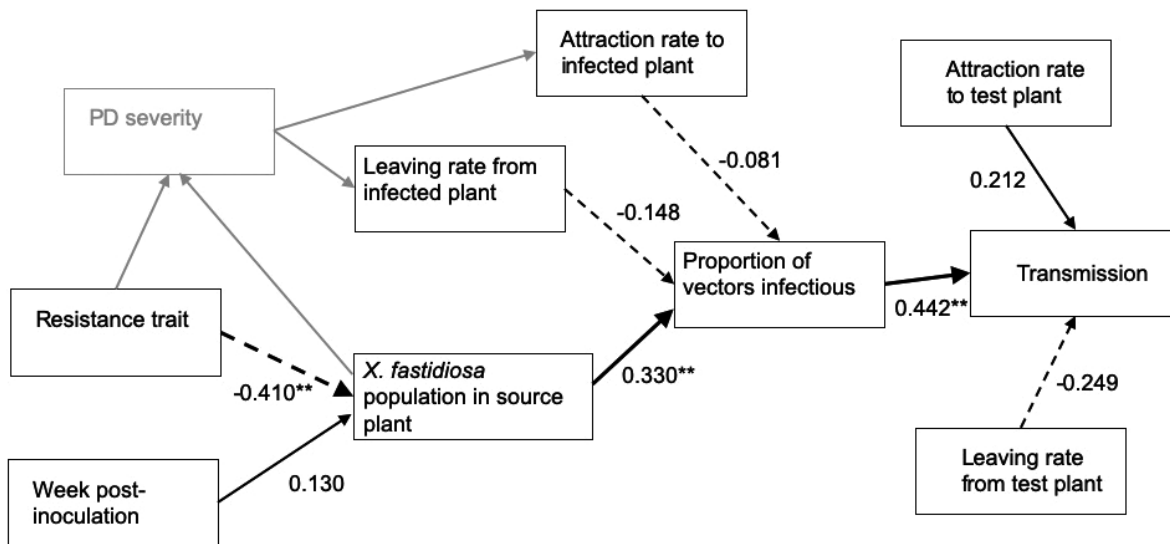 Attraction rate to
infected plant
Attraction rate
to test plant
PD severity
Leaving rate from
infected plant
-0.081
0.212
-0.148
Proportion of
vectors infectious
Transmission
0.442**
Resistance trait
-0.410**
X. fastidiosa
population in source
plant
0.330**
-0.249
Week post-
inoculation
0.130
Leaving rate
from test plant